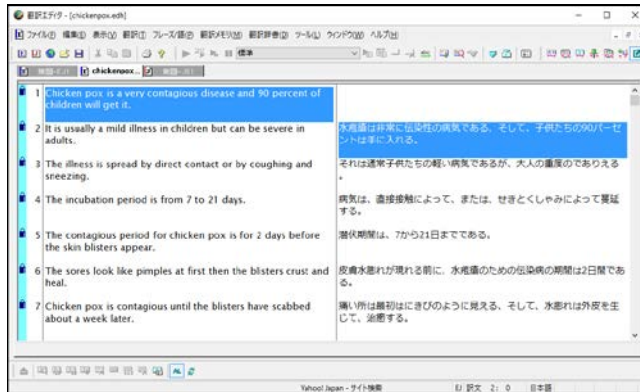 翻訳エディタ - [chickenpox.edh]
ファイル(F) 編集(E) 表示(V) 翻訳(T) フレーズ/語(P) 翻訳メモリ(M) 翻訳辞書(D) ツール(L) ウィンドウ(W) ヘルプ(H)
標準
chickenpox...
1 Chicken pox is a very contagious disease and 90 percent of
children will get it.
2 It is usually a mild illness in children but can be severe in
adults.
水疱瘡は非常に伝染性の病気である、そして、子供たちの90パーセ
ントは手に入れる。
3 The illness is spread by direct contact or by coughing and
sneezing.
それは通常子供たちの軽い病気であるが、大人の重度のでありえる
。
4 The incubation period is from 7 to 21 days.
病気は、直接接触によって、または、せきとくしゃみによって蔓延
する。
5 The contagious period for chicken pox is for 2 days before
the skin blisters appear.
潜伏期間は、7から21日までである。
6 The sores look like pimples at first then the blisters crust and
heal.
皮膚水膨れが現れる前に、水疱瘡のための伝染病の期間は2日間であ
る。
7 Chicken pox is contagious until the blisters have scabbed
about a week later.
痛い所は最初はにきびのように見える、そして、水膨れは外皮を生
じて、治癒する。
Yahoo! Japan - サイト検索
訳文 2: 0 日本語